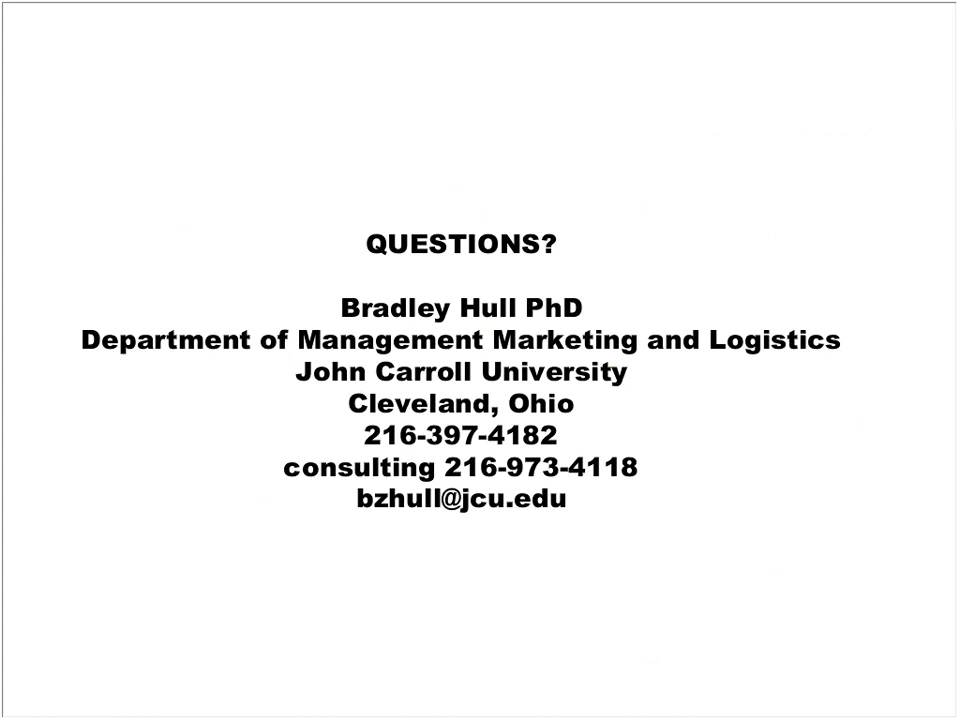 QUESTIONS?
Bradley Hull PhD
Department of Management Marketing and Logistics
John Carroll University
Cleveland, Ohio
216-397-4182
consulting 216-973-4118
bzhull@jcu.edu